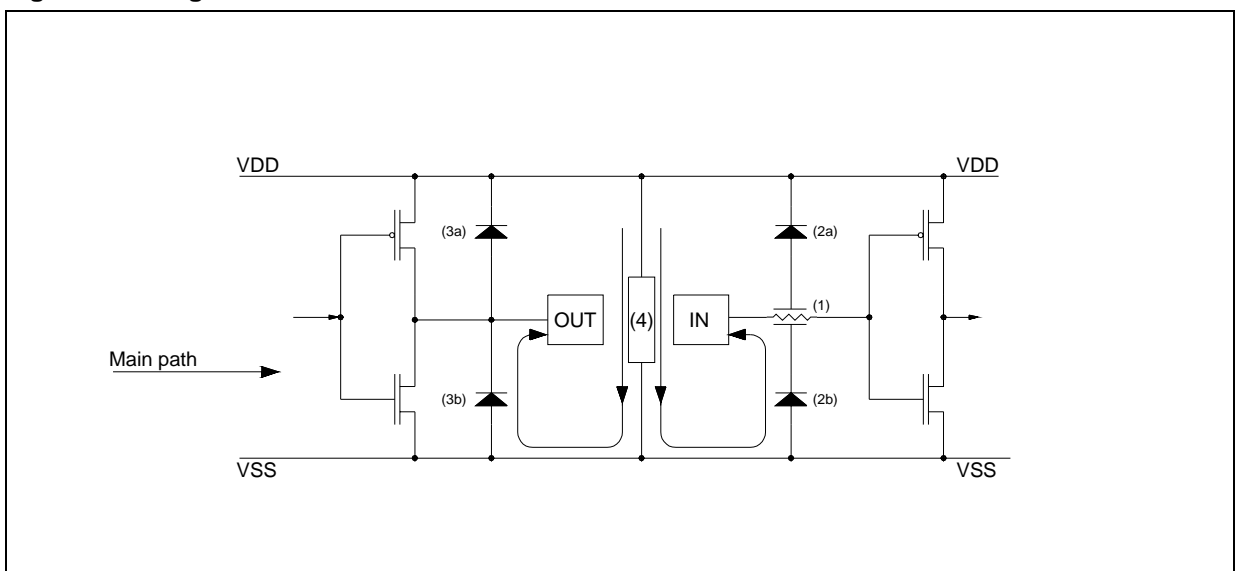 VDD
VDD
(3a)
(2a)
(1)
OUT
(4)
IN
Main path
(3b)
(2b)
VSS
VSS